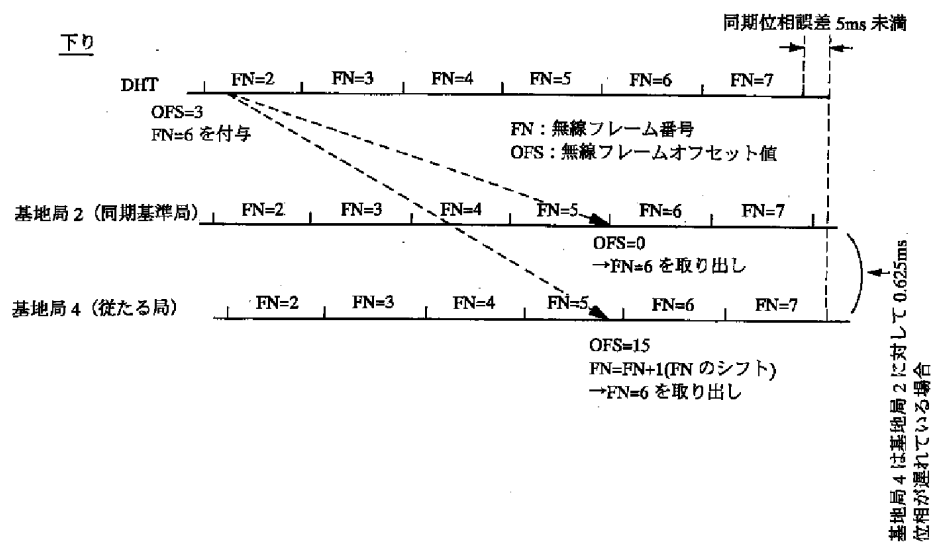 同期位相誤差 5ms 未満
下り
DHT
FN=2 FN=3 FN=4 FN=5 FN=6 FN=7
OFS=3
FN=6 を付与
FN：無線フレーム番号
OFS：無線フレームオフセット値
基地局 2（同期基準局）
FN=2 FN=3 FN=4 FN=5 FN=6 FN=7
OFS=0
→FN=6 を取り出し
基地局 4（従たる局）
FN=2 FN=3 FN=4 FN=5 FN=6 FN=7
OFS=15
FN=FN+1(FN のシフト)
→FN=6 を取り出し
基地局 4 は基地局 2 に対して 0.625ms
位相が遅れている場合